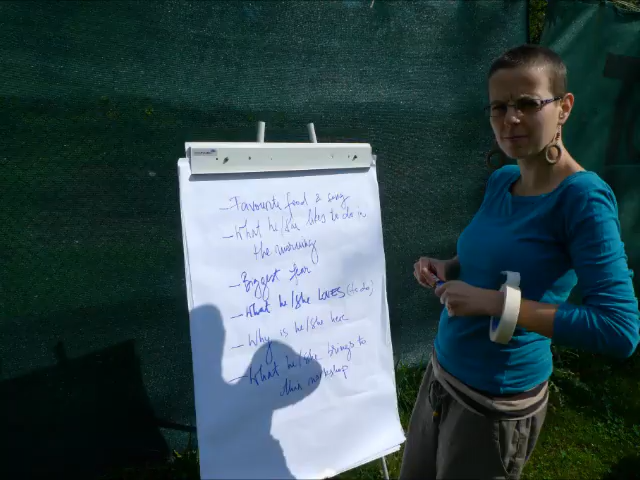 - Favourite food & song
- What he/she likes to do in
the morning
- Biggest fear
- What he/she LOVES (to do)
- Why is he/she here
- What he/she brings to
this workshop